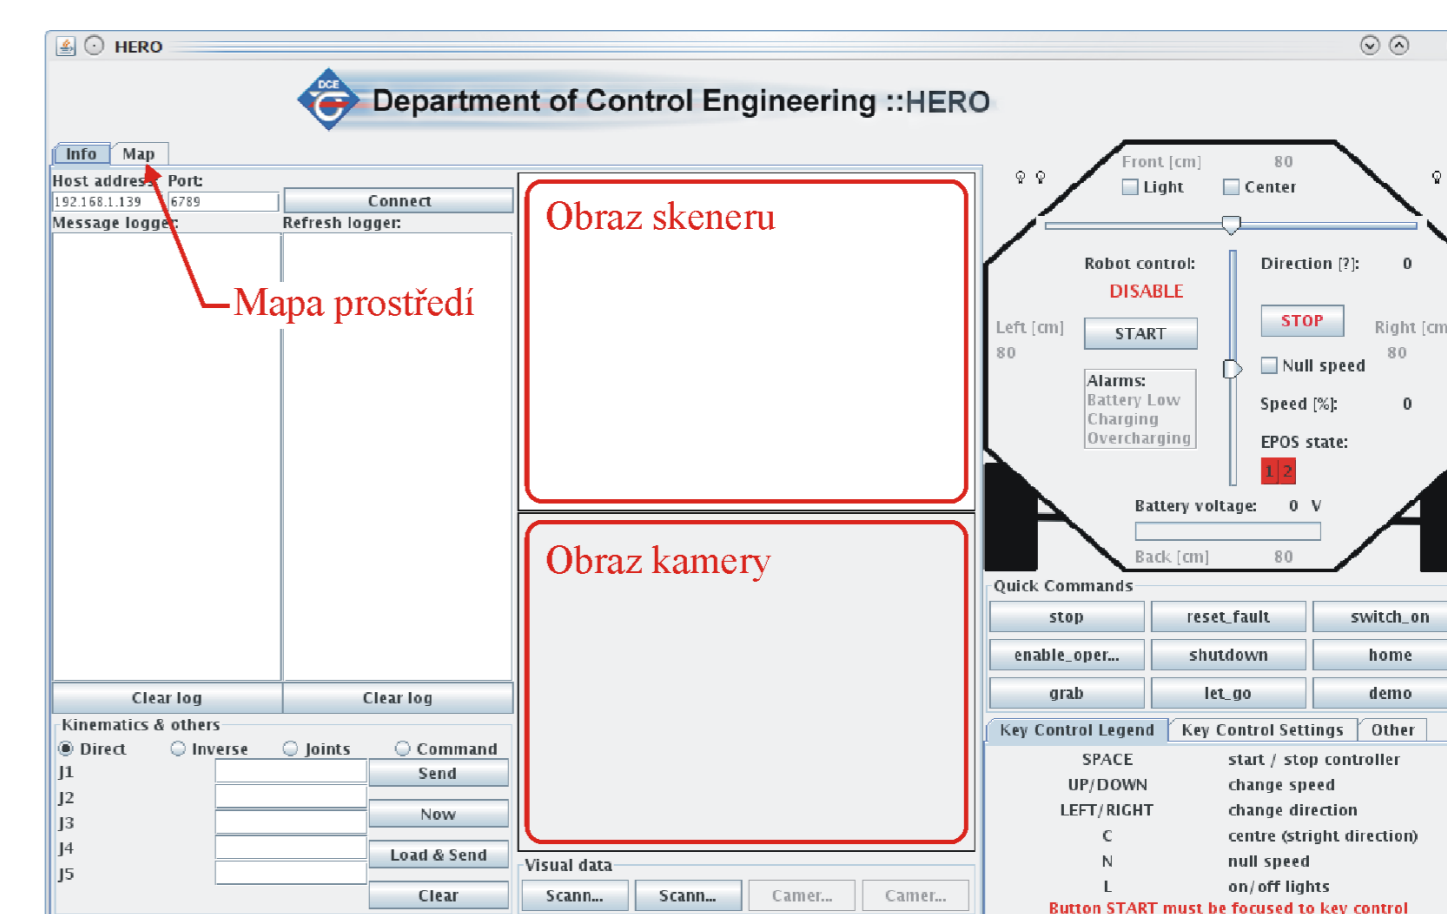 HERO
DCE
Department of Control Engineering ::HERO
Info Map
Host address: Port:
192.168.1.139 6789 Connect
Message logger: Refresh logger:
Mapa prostředí
Clear log Clear log
Kinematics & others
Direct Inverse Joints Command
J1 Send
J2
J3 Now
J4 Load & Send
J5
Clear
Obraz skeneru
Obraz kamery
Visual data
Scann... Scann... Camer... Camer...
Front [cm] 80
Light Center
Robot control: Direction [?]: 0
DISABLE
Left [cm] START STOP Right [cm
80 80
Null speed
Alarms:
Battery Low
Charging
Overcharging
Speed [%]: 0
EPOS state:
1 2
Battery voltage: 0 V
Back [cm] 80
Quick Commands
stop reset_fault switch_on
enable_oper... shutdown home
grab let_go demo
Key Control Legend Key Control Settings Other
SPACE start / stop controller
UP/DOWN change speed
LEFT/RIGHT change direction
C centre (stright direction)
N null speed
L on/off lights
Button START must be focused to key control